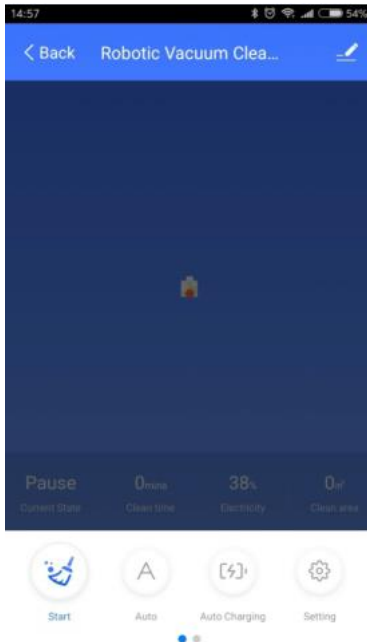 14:57 54%
Back Robotic Vacuum Clea...
Pause 0mins 38% 0㎡
Current State Clean time Electricity Clean area
A
Start Auto Auto Charging Setting